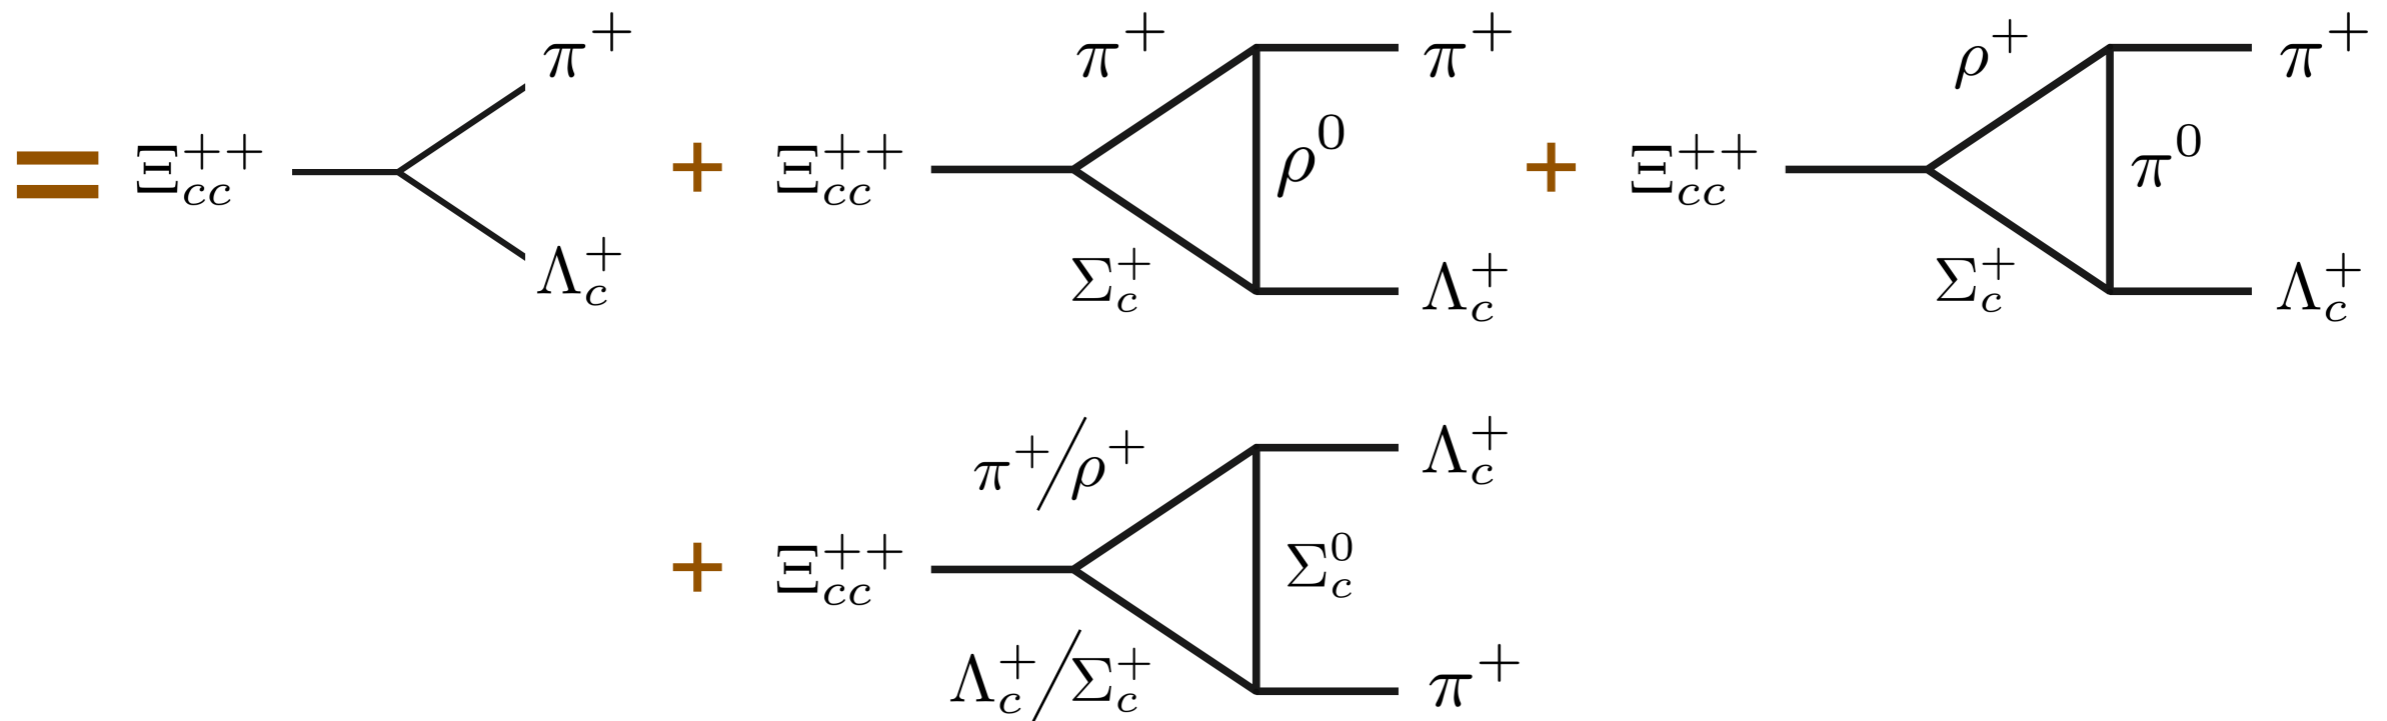 = Ξcc++ π+ Λc+ + Ξcc++ π+ Σc+ ρ0 π+ Λc+ + Ξcc++ ρ+ Σc+ π0 π+ Λc+
+ Ξcc++ π+/ρ+ Λc+/Σc+ Σc0 Λc+ π+